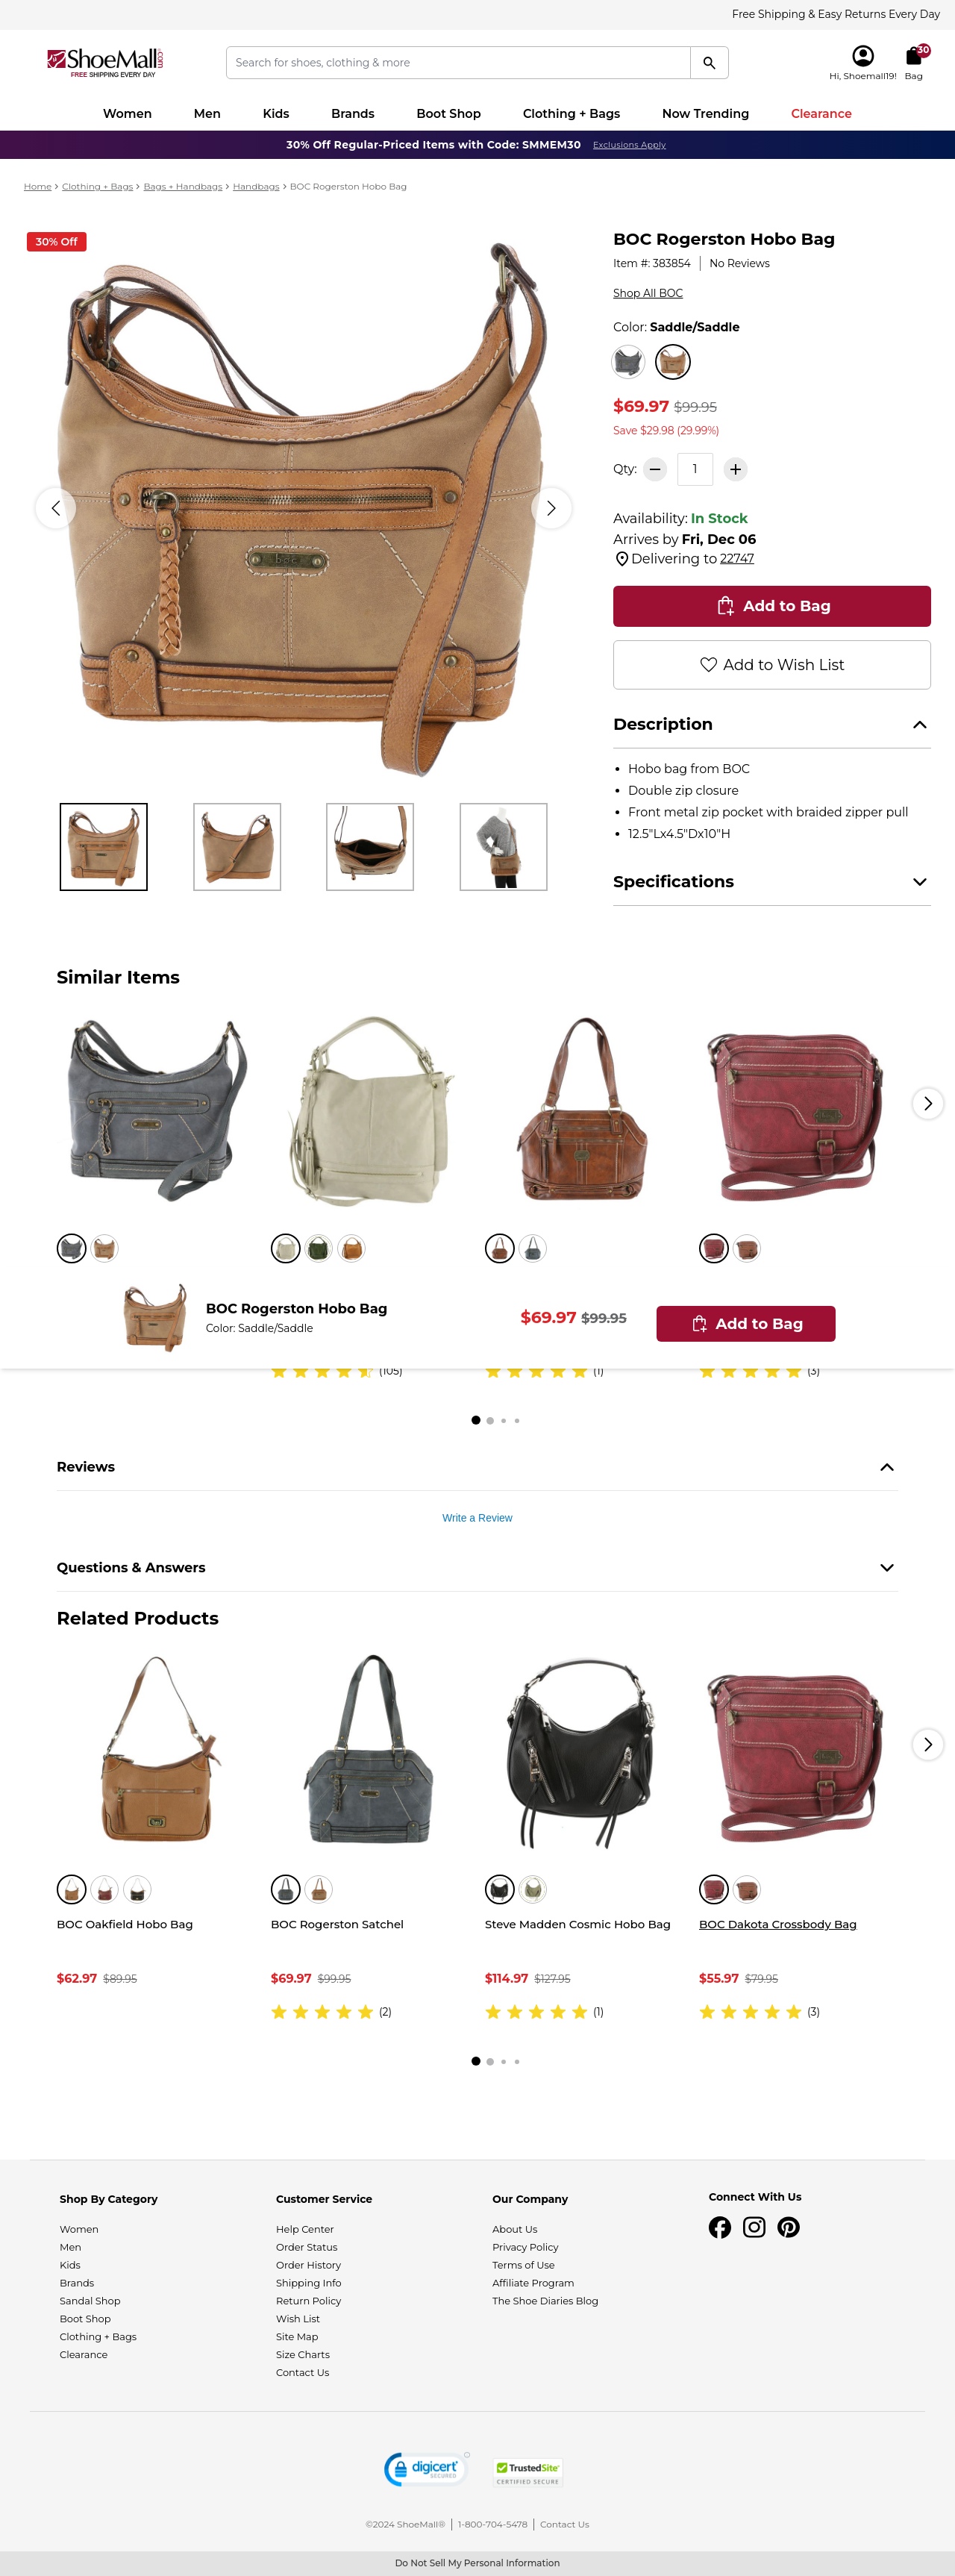 Free Shipping & Easy Returns Every Day
ShoeMall.com
FREE SHIPPING EVERY DAY
Search for shoes, clothing & more
30
Hi, Shoemall19!
Bag
Women
Men
Kids
Brands
Boot Shop
Clothing + Bags
Now Trending
Clearance
30% Off Regular-Priced Items with Code: SMMEM30
Exclusions Apply
Home > Clothing + Bags > Bags + Handbags > Handbags > BOC Rogerston Hobo Bag
30% Off
b.o.c
BOC Rogerston Hobo Bag
Item #: 383854 | No Reviews
Shop All BOC
Color: Saddle/Saddle
$69.97 $99.95
Save $29.98 (29.99%)
Qty: 1
Availability: In Stock
Arrives by Fri, Dec 06
Delivering to 22747
Add to Bag
Add to Wish List
Description
• Hobo bag from BOC
• Double zip closure
• Front metal zip pocket with braided zipper pull
• 12.5"Lx4.5"Dx10"H
Specifications
Similar Items
BOC Rogerston Hobo Bag
Color: Saddle/Saddle
$69.97 $99.95
Add to Bag
(105)
(1)
(3)
Reviews
Write a Review
Questions & Answers
Related Products
BOC Oakfield Hobo Bag
$62.97 $89.95
BOC Rogerston Satchel
$69.97 $99.95
(2)
Steve Madden Cosmic Hobo Bag
$114.97 $127.95
(1)
BOC Dakota Crossbody Bag
$55.97 $79.95
(3)
Shop By Category
Women
Men
Kids
Brands
Sandal Shop
Boot Shop
Clothing + Bags
Clearance
Customer Service
Help Center
Order Status
Order History
Shipping Info
Return Policy
Wish List
Site Map
Size Charts
Contact Us
Our Company
About Us
Privacy Policy
Terms of Use
Affiliate Program
The Shoe Diaries Blog
Connect With Us
digicert
SECURED
TrustedSite
CERTIFIED SECURE
©2024 ShoeMall® | 1-800-704-5478 | Contact Us
Do Not Sell My Personal Information